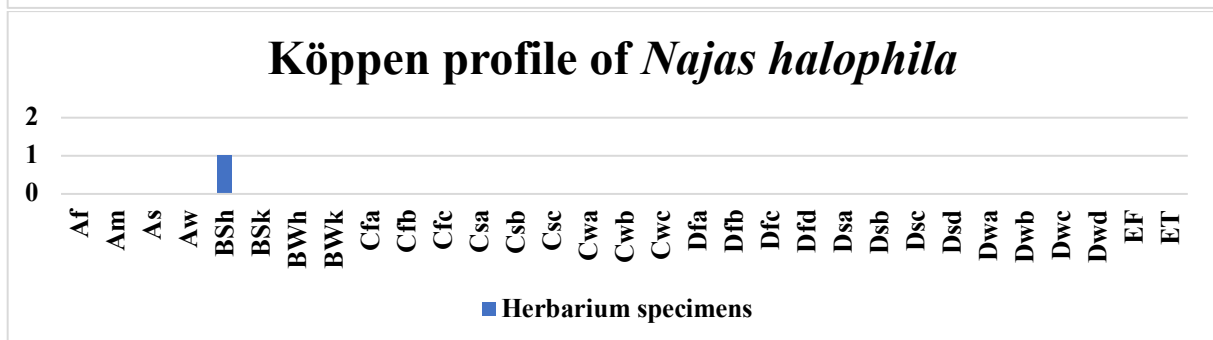 Köppen profile of Najas halophila
2
1
0
Af Am As Aw BSh BSk BWh BWk Cfa Cfb Cfc Csa Csb Csc Cwa Cwb Cwc Dfa Dfb Dfc Dfd Dsa Dsb Dsc Dsd Dwa Dwb Dwc Dwd EF ET
Herbarium specimens